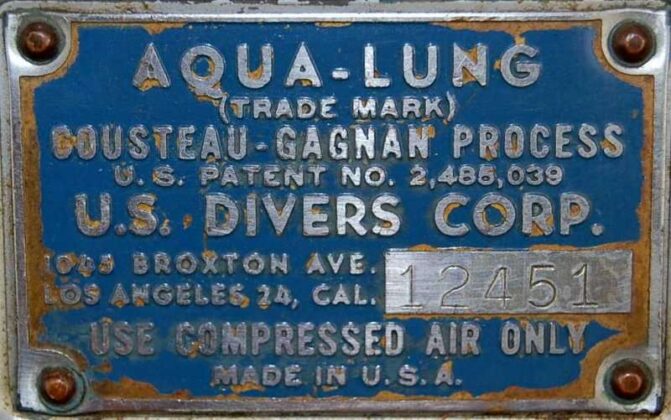 AQUA-LUNG
(TRADE MARK)
COUSTEAU-GAGNAN PROCESS
U.S. PATENT NO. 2,485,039
U.S. DIVERS CORP.
1045 BROXTON AVE.
LOS ANGELES 24, CAL.
12451
USE COMPRESSED AIR ONLY
MADE IN U.S.A.